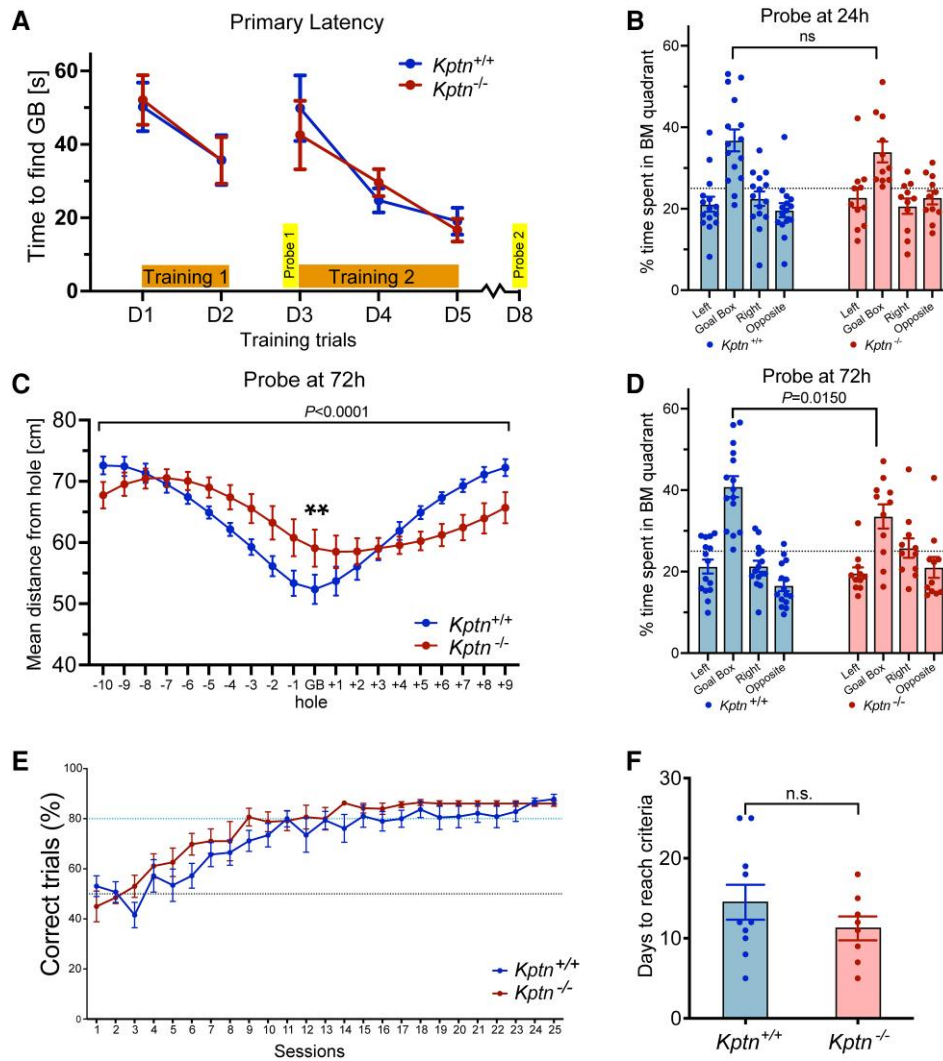 A
Primary Latency
Time to find GB [s]
60
40
20
0
Kptn+/+
Kptn-/-
Training 1
Probe 1
Training 2
Probe 2
D1 D2 D3 D4 D5 D8
Training trials
B
Probe at 24h
ns
% time spent in BM quadrant
60
40
20
0
Left Goal Box Right Opposite Left Goal Box Right Opposite
Kptn+/+ Kptn-/-
C
Probe at 72h
P<0.0001
Mean distance from hole [cm]
80
70
60
50
40
**
Kptn+/+
Kptn-/-
-10 -9 -8 -7 -6 -5 -4 -3 -2 -1 GB +1 +2 +3 +4 +5 +6 +7 +8 +9
hole
D
Probe at 72h
P=0.0150
% time spent in BM quadrant
60
40
20
0
Left Goal Box Right Opposite Left Goal Box Right Opposite
Kptn+/+ Kptn-/-
E
Correct trials (%)
100
80
60
40
20
0
Kptn+/+
Kptn-/-
1 2 3 4 5 6 7 8 9 10 11 12 13 14 15 16 17 18 19 20 21 22 23 24 25
Sessions
F
Days to reach criteria
30
20
10
0
n.s.
Kptn+/+ Kptn-/-